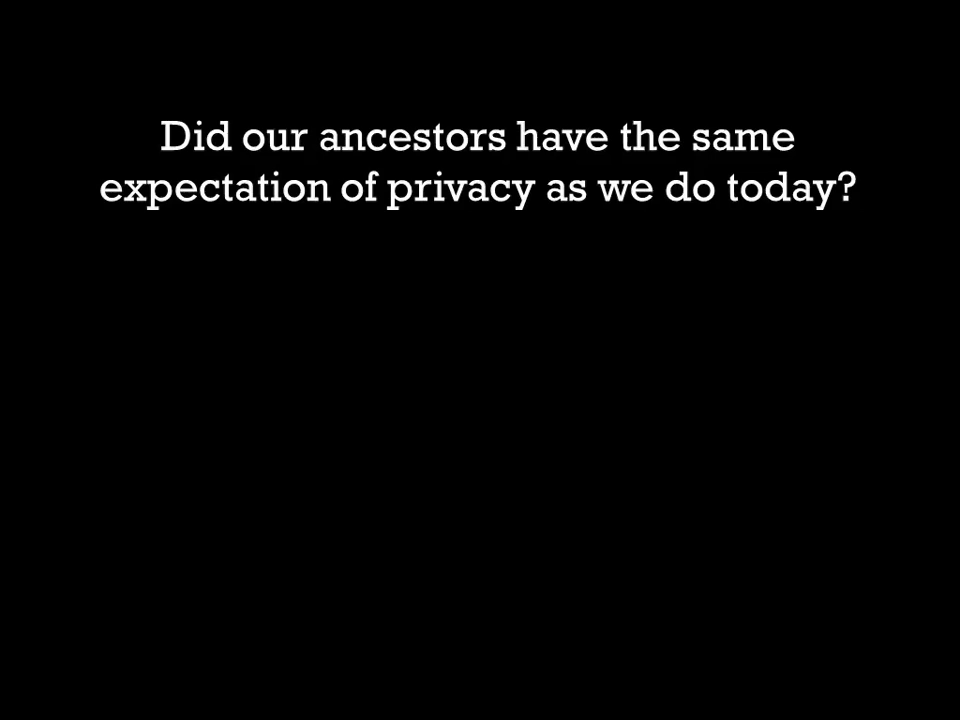 Did our ancestors have the same
expectation of privacy as we do today?